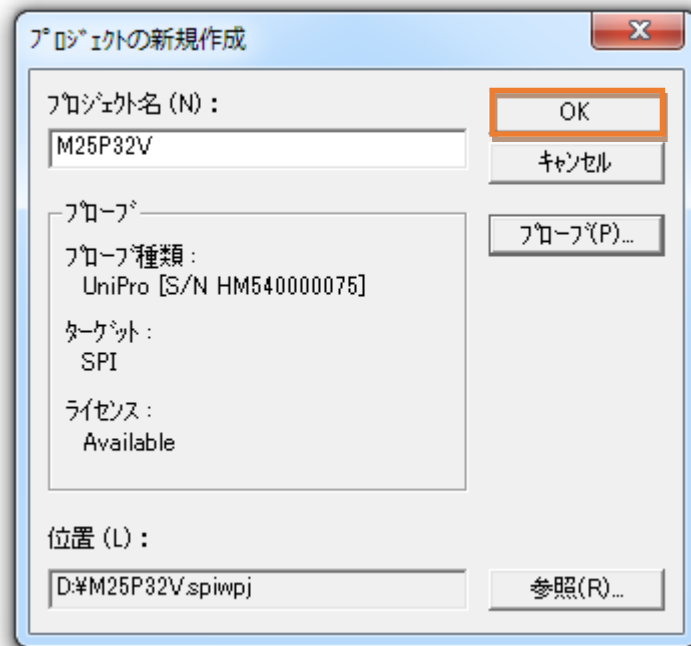 プロジェクトの新規作成
プロジェクト名(N):
M25P32V
OK
キャンセル
プローブ
プローブ(P)...
プローブ種類:
UniPro [S/N HM540000075]
ターゲット:
SPI
ライセンス:
Available
位置(L):
D:¥M25P32V.spiwpj
参照(R)...